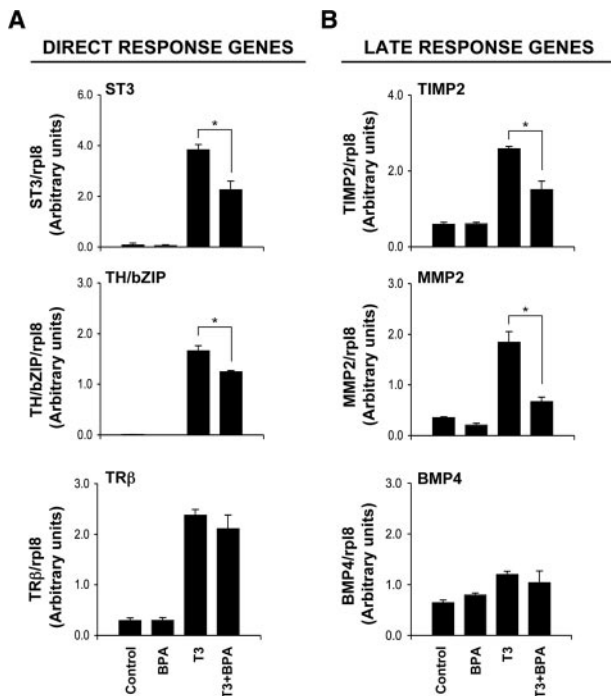 A
DIRECT RESPONSE GENES
ST3
ST3/rpl8
(Arbitrary units)
6.0
4.0
2.0
0.0
*
TH/bZIP
TH/bZIP/rpl8
(Arbitrary units)
3.0
2.0
1.0
0.0
*
TRβ
TRβ/rpl8
(Arbitrary units)
3.0
2.0
1.0
0.0
Control
BPA
T3
T3+BPA
B
LATE RESPONSE GENES
TIMP2
TIMP2/rpl8
(Arbitrary units)
4.0
2.0
0.0
*
MMP2
MMP2/rpl8
(Arbitrary units)
3.0
2.0
1.0
0.0
*
BMP4
BMP4/rpl8
(Arbitrary units)
3.0
2.0
1.0
0.0
Control
BPA
T3
T3+BPA